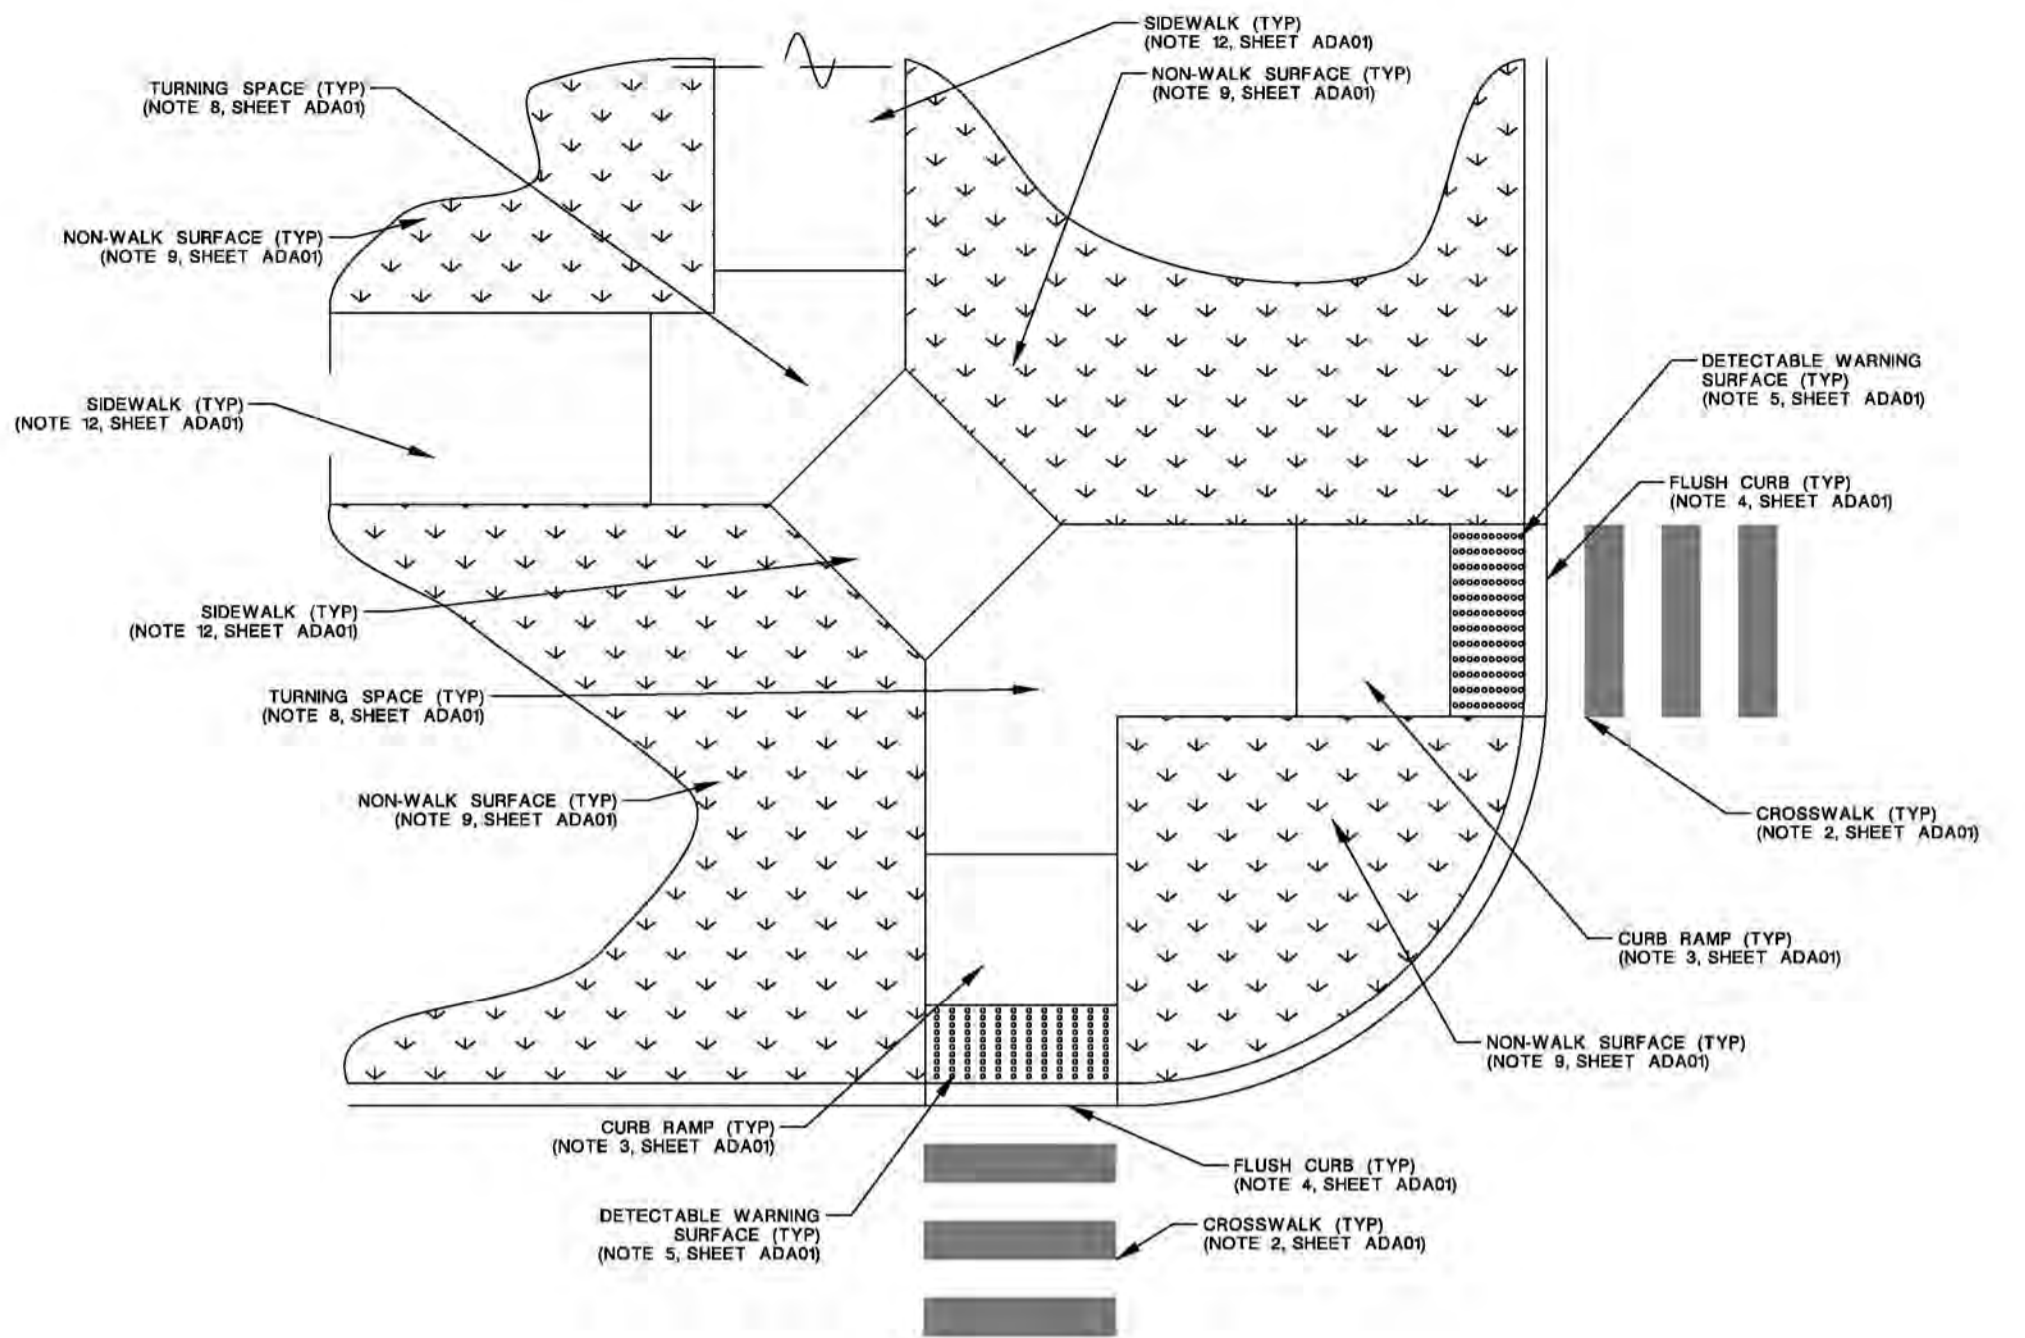 SIDEWALK (TYP)
(NOTE 12, SHEET ADA01)
NON-WALK SURFACE (TYP)
(NOTE 9, SHEET ADA01)
TURNING SPACE (TYP)
(NOTE 8, SHEET ADA01)
NON-WALK SURFACE (TYP)
(NOTE 9, SHEET ADA01)
DETECTABLE WARNING
SURFACE (TYP)
(NOTE 5, SHEET ADA01)
SIDEWALK (TYP)
(NOTE 12, SHEET ADA01)
FLUSH CURB (TYP)
(NOTE 4, SHEET ADA01)
SIDEWALK (TYP)
(NOTE 12, SHEET ADA01)
TURNING SPACE (TYP)
(NOTE 8, SHEET ADA01)
NON-WALK SURFACE (TYP)
(NOTE 9, SHEET ADA01)
CROSSWALK (TYP)
(NOTE 2, SHEET ADA01)
CURB RAMP (TYP)
(NOTE 3, SHEET ADA01)
NON-WALK SURFACE (TYP)
(NOTE 9, SHEET ADA01)
CURB RAMP (TYP)
(NOTE 3, SHEET ADA01)
FLUSH CURB (TYP)
(NOTE 4, SHEET ADA01)
DETECTABLE WARNING
SURFACE (TYP)
(NOTE 5, SHEET ADA01)
CROSSWALK (TYP)
(NOTE 2, SHEET ADA01)